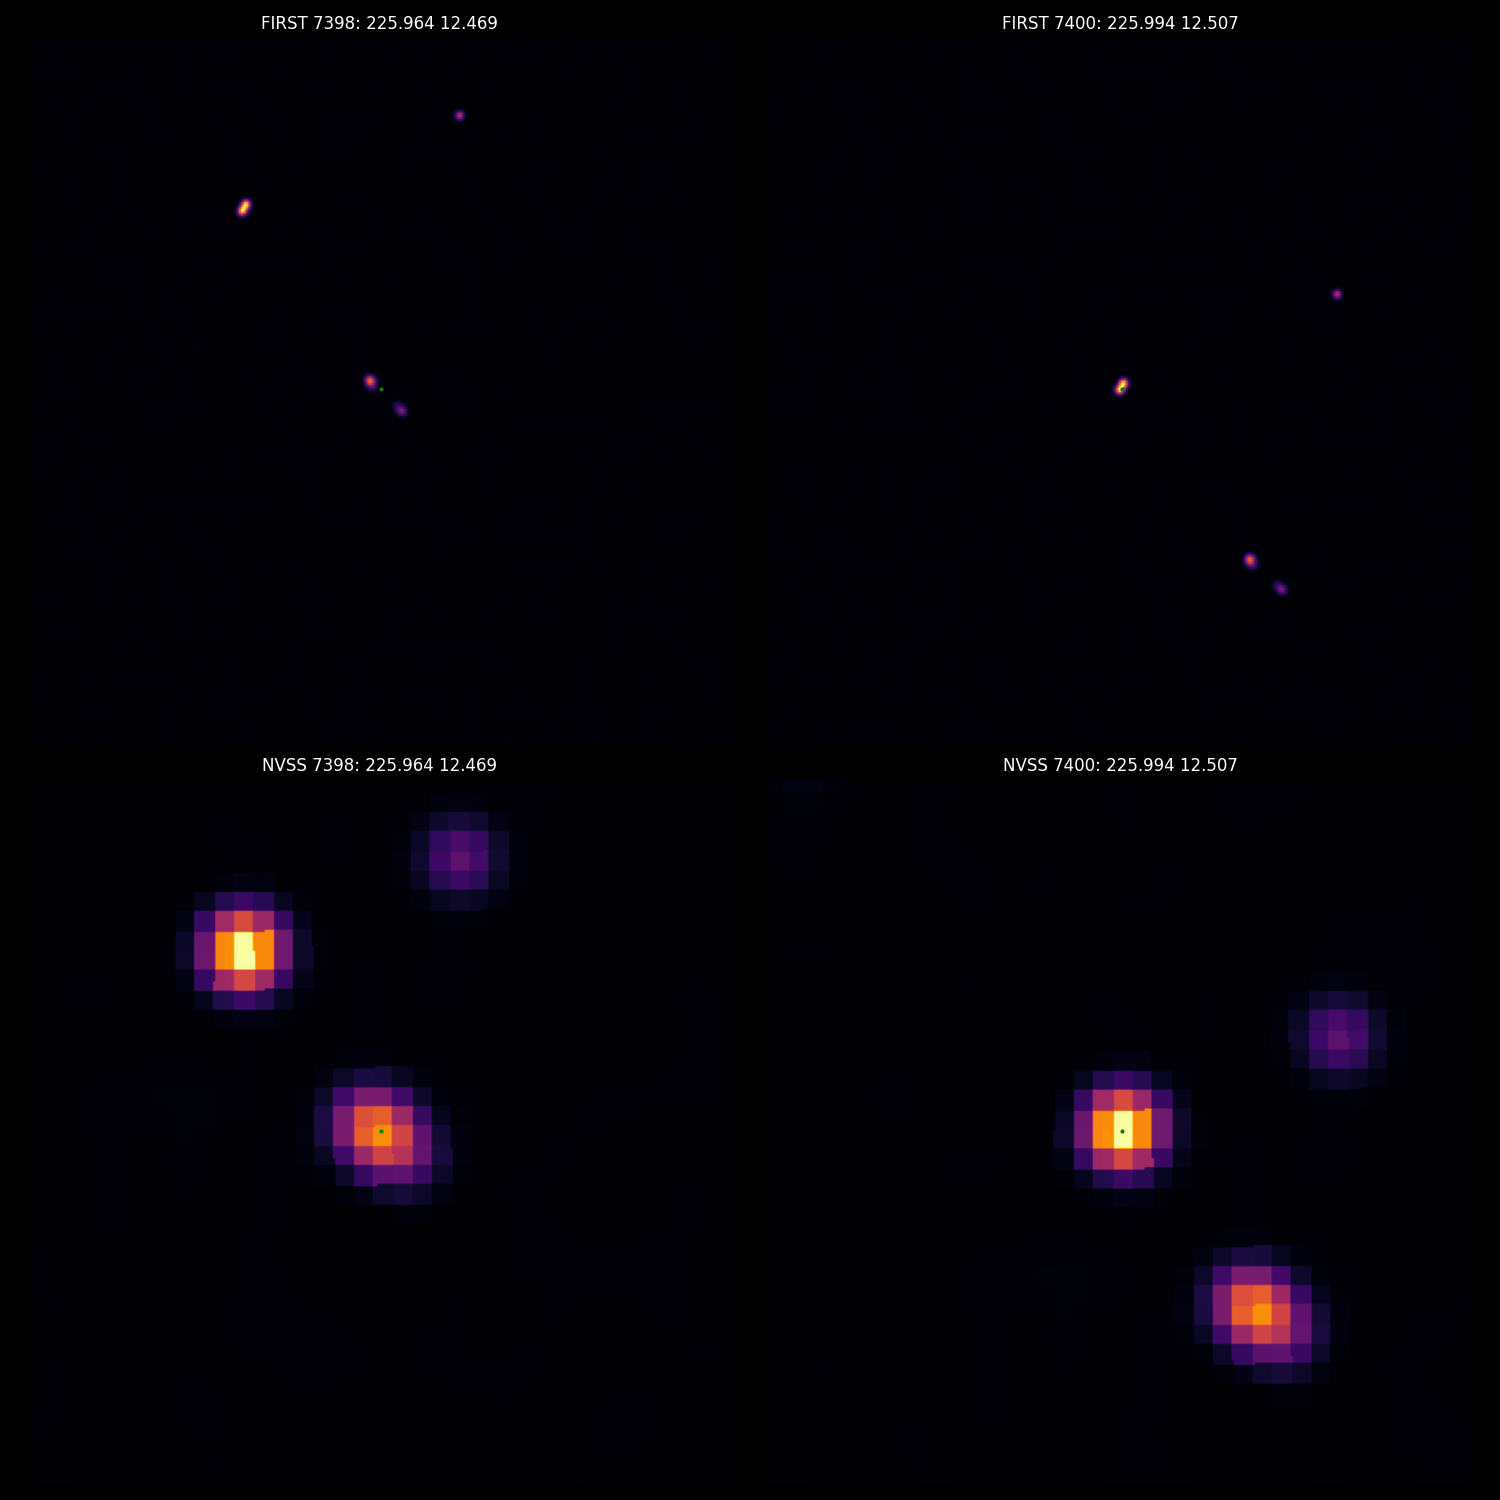 FIRST 7398: 225.964 12.469
FIRST 7400: 225.994 12.507
NVSS 7398: 225.964 12.469
NVSS 7400: 225.994 12.507